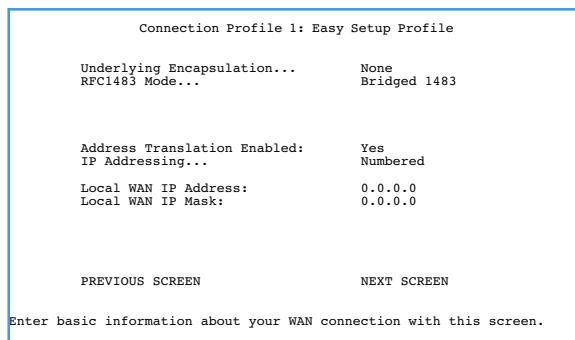 Connection Profile 1: Easy Setup Profile
Underlying Encapsulation... None
RFC1483 Mode... Bridged 1483
Address Translation Enabled: Yes
IP Addressing... Numbered
Local WAN IP Address: 0.0.0.0
Local WAN IP Mask: 0.0.0.0
PREVIOUS SCREEN NEXT SCREEN
Enter basic information about your WAN connection with this screen.